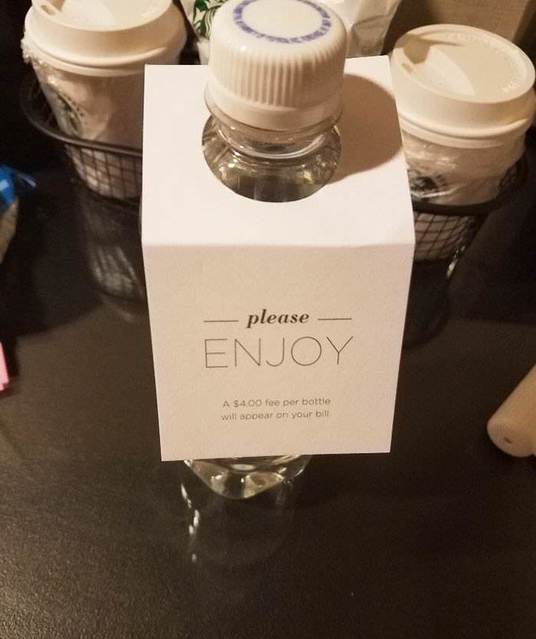 please
ENJOY
A $4.00 fee per bottle
will appear on your bill.